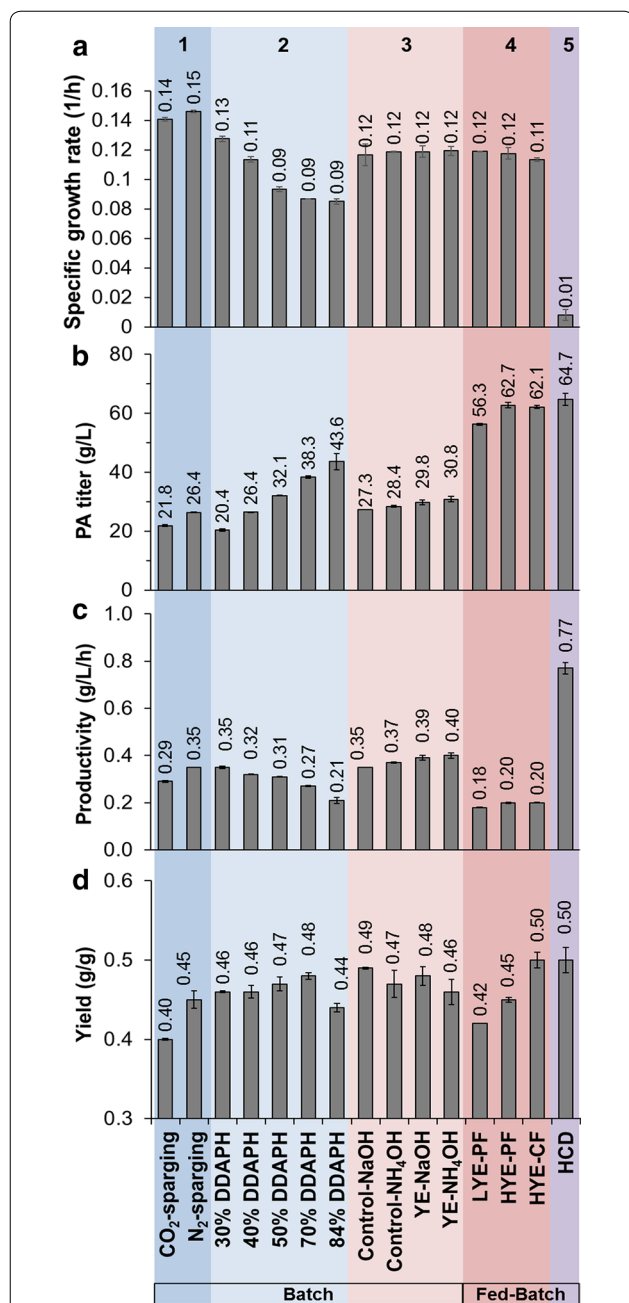 1 2 3 4 5
a
Specific growth rate (1/h)
0.16
0.14
0.12
0.1
0.08
0.06
0.04
0.02
0
0.14 0.15 0.13 0.11 0.09 0.09 0.09 0.12 0.12 0.12 0.12 0.12 0.12 0.11 0.01
b
PA titer (g/L)
80
60
40
20
0
21.8 26.4 20.4 26.4 32.1 38.3 43.6 27.3 28.4 29.8 30.8 56.3 62.7 62.1 64.7
c
Productivity (g/L/h)
1.0
0.8
0.6
0.4
0.2
0.0
0.29 0.35 0.35 0.32 0.31 0.27 0.21 0.35 0.37 0.39 0.40 0.18 0.20 0.20 0.77
d
Yield (g/g)
0.6
0.5
0.4
0.3
0.40 0.45 0.46 0.46 0.47 0.48 0.44 0.49 0.47 0.48 0.46 0.42 0.45 0.50 0.50
CO₂-sparging
N₂-sparging
30% DDAPH
40% DDAPH
50% DDAPH
70% DDAPH
84% DDAPH
Control-NaOH
Control-NH₄OH
YE-NaOH
YE-NH₄OH
LYE-PF
HYE-PF
HYE-CF
HCD
Batch Fed-Batch